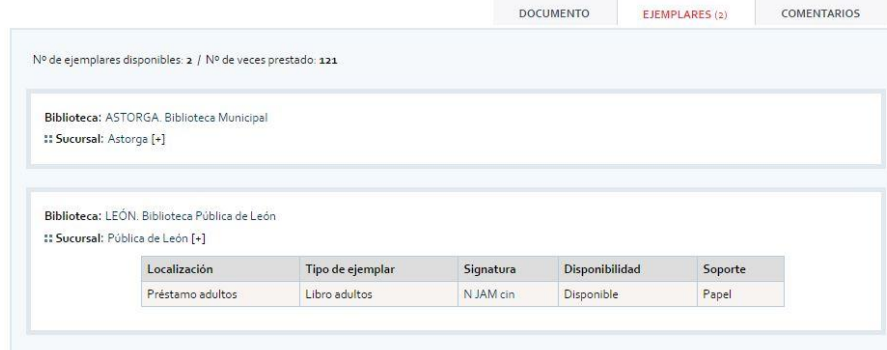 DOCUMENTO EJEMPLARES (2) COMENTARIOS
Nº de ejemplares disponibles: 2 / Nº de veces prestado: 121
Biblioteca: ASTORGA. Biblioteca Municipal
Sucursal: Astorga [+]
Biblioteca: LEÓN. Biblioteca Pública de León
Sucursal: Pública de León [+]
Localización Tipo de ejemplar Signatura Disponibilidad Soporte
Préstamo adultos Libro adultos N JAM cin Disponible Papel